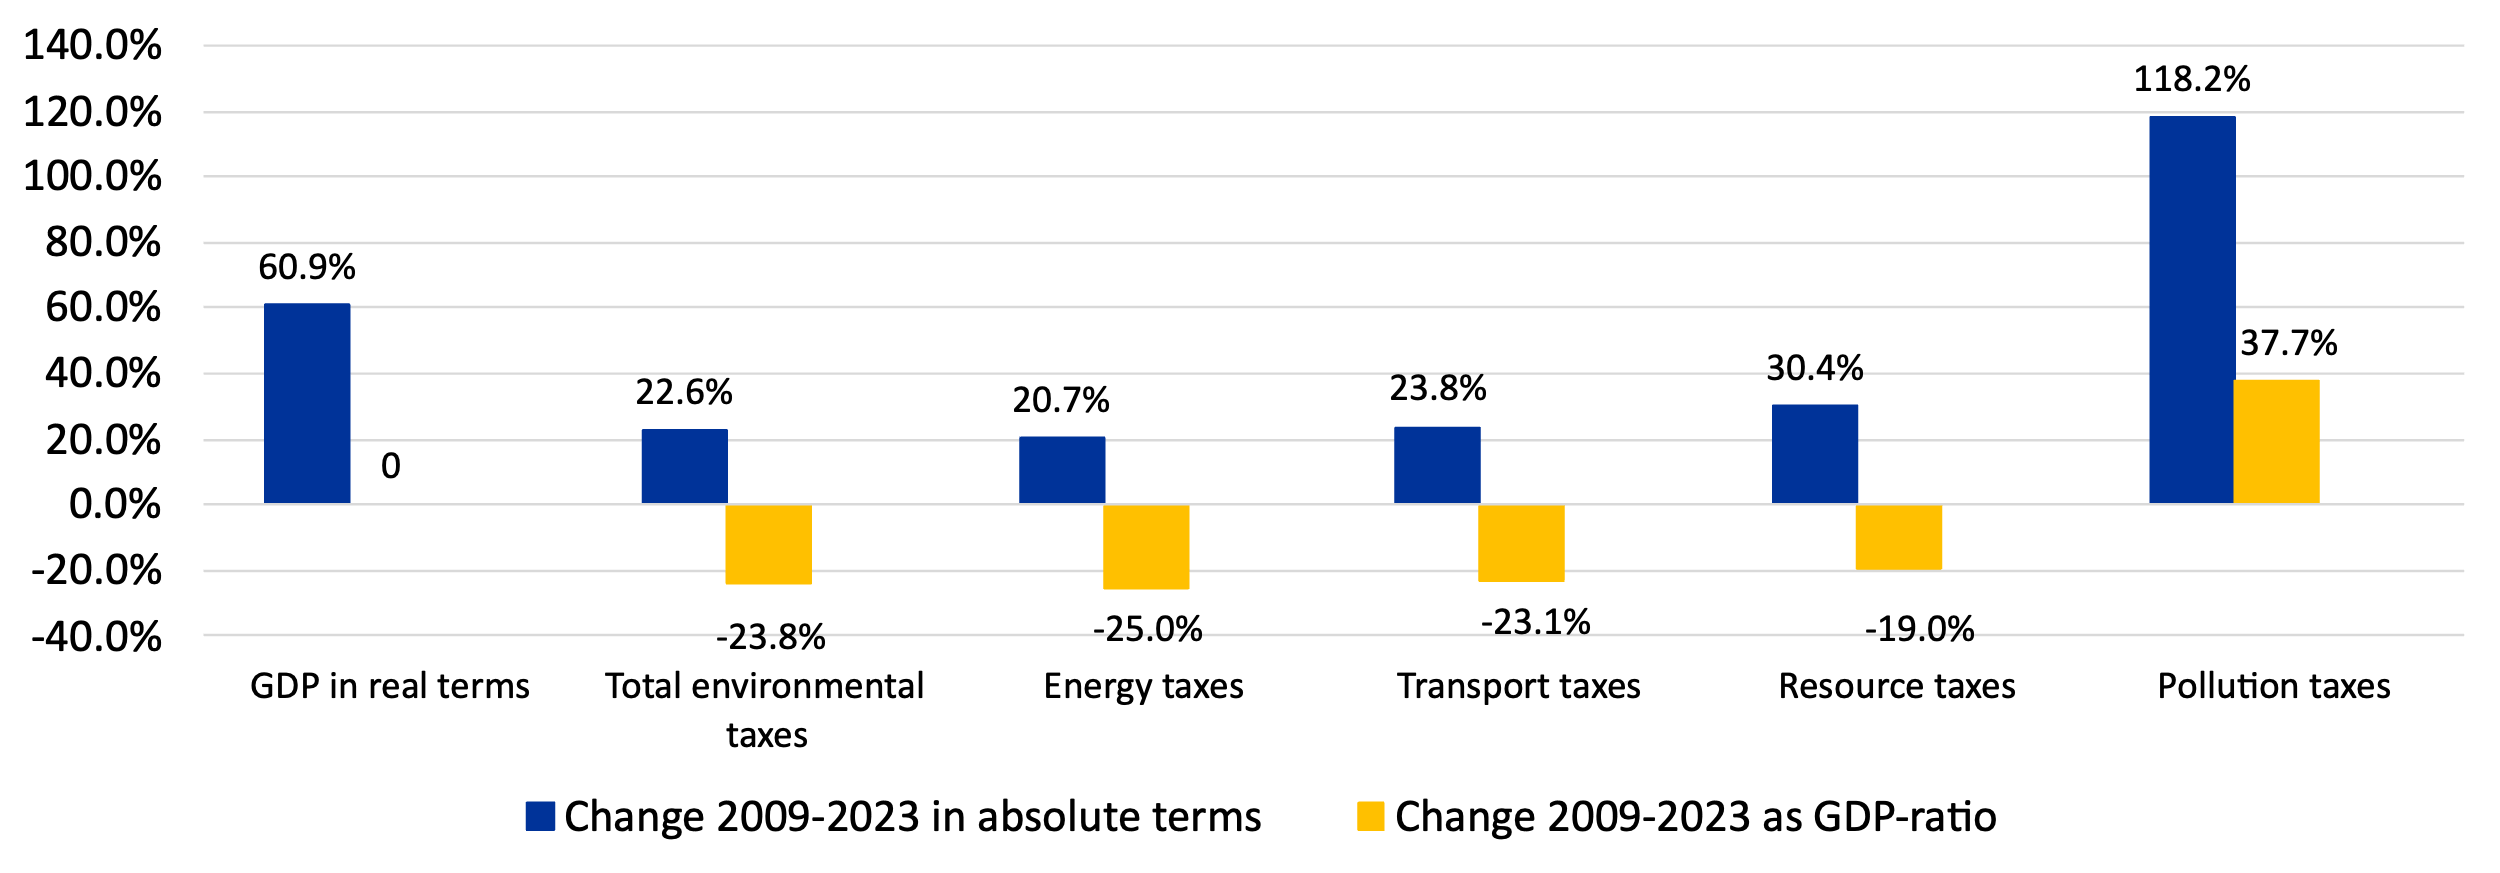 140.0%
120.0%
100.0%
80.0%
60.0%
40.0%
20.0%
0.0%
-20.0%
-40.0%
60.9%
0
22.6%
-23.8%
20.7%
-25.0%
23.8%
-23.1%
30.4%
-19.0%
118.2%
37.7%
GDP in real terms
Total environmental
taxes
Energy taxes
Transport taxes
Resource taxes
Pollution taxes
Change 2009-2023 in absolute terms
Change 2009-2023 as GDP-ratio